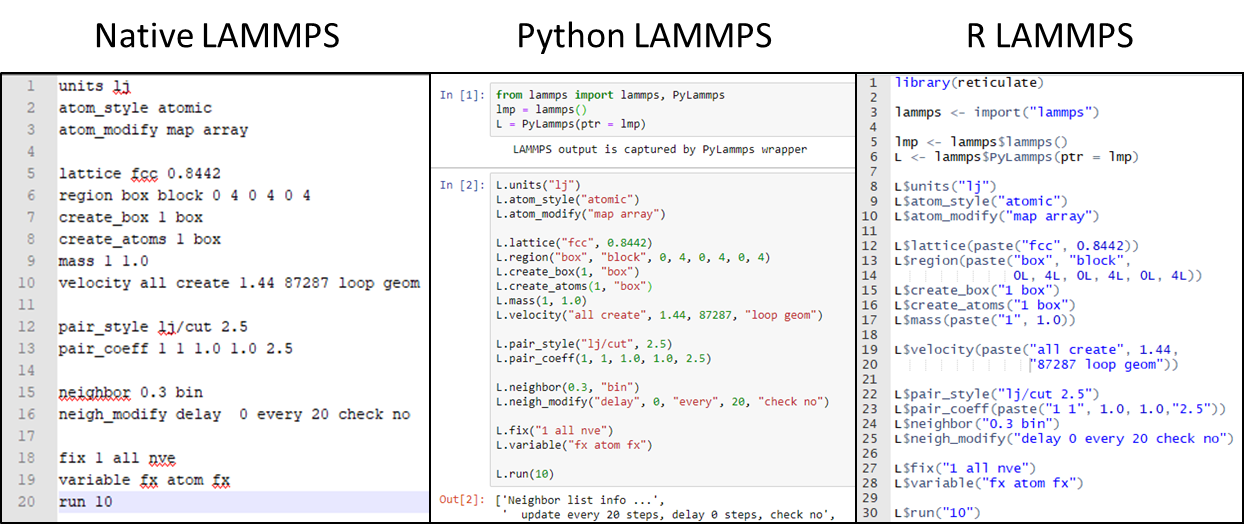 Native LAMMPS
1 units lj
2 atom_style atomic
3 atom_modify map array
4
5 lattice fcc 0.8442
6 region box block 0 4 0 4 0 4
7 create_box 1 box
8 create_atoms 1 box
9 mass 1 1.0
10 velocity all create 1.44 87287 loop geom
11
12 pair_style lj/cut 2.5
13 pair_coeff 1 1 1.0 1.0 2.5
14
15 neighbor 0.3 bin
16 neigh_modify delay  0 every 20 check no
17
18 fix 1 all nve
19 variable fx atom fx
20 run 10
Python LAMMPS
In [1]: from lammps import lammps, PyLammps
lmp = lammps()
L = PyLammps(ptr = lmp)
LAMMPS output is captured by PyLammps wrapper
In [2]: L.units("lj")
L.atom_style("atomic")
L.atom_modify("map array")
L.lattice("fcc", 0.8442)
L.region("box", "block", 0, 4, 0, 4, 0, 4)
L.create_box(1, "box")
L.create_atoms(1, "box")
L.mass(1, 1.0)
L.velocity("all create", 1.44, 87287, "loop geom")
L.pair_style("lj/cut", 2.5)
L.pair_coeff(1, 1, 1.0, 1.0, 2.5)
L.neighbor(0.3, "bin")
L.neigh_modify("delay", 0, "every", 20, "check no")
L.fix("1 all nve")
L.variable("fx atom fx")
L.run(10)
Out[2]: ['Neighbor list info ...',
'  update every 20 steps, delay 0 steps, check no',
R LAMMPS
1 library(reticulate)
2
3 lammps <- import("lammps")
4
5 lmp <- lammps$lammps()
6 L <- lammps$PyLammps(ptr = lmp)
7
8 L$units("lj")
9 L$atom_style("atomic")
10 L$atom_modify("map array")
11
12 L$lattice(paste("fcc", 0.8442))
13 L$region(paste("box", "block",
14 0L, 4L, 0L, 4L, 0L, 4L))
15 L$create_box("1 box")
16 L$create_atoms("1 box")
17 L$mass(paste("1", 1.0))
18
19 L$velocity(paste("all create", 1.44,
20 "87287 loop geom"))
21
22 L$pair_style("lj/cut 2.5")
23 L$pair_coeff(paste("1 1", 1.0, 1.0,"2.5"))
24 L$neighbor("0.3 bin")
25 L$neigh_modify("delay 0 every 20 check no")
26
27 L$fix("1 all nve")
28 L$variable("fx atom fx")
29
30 L$run("10")